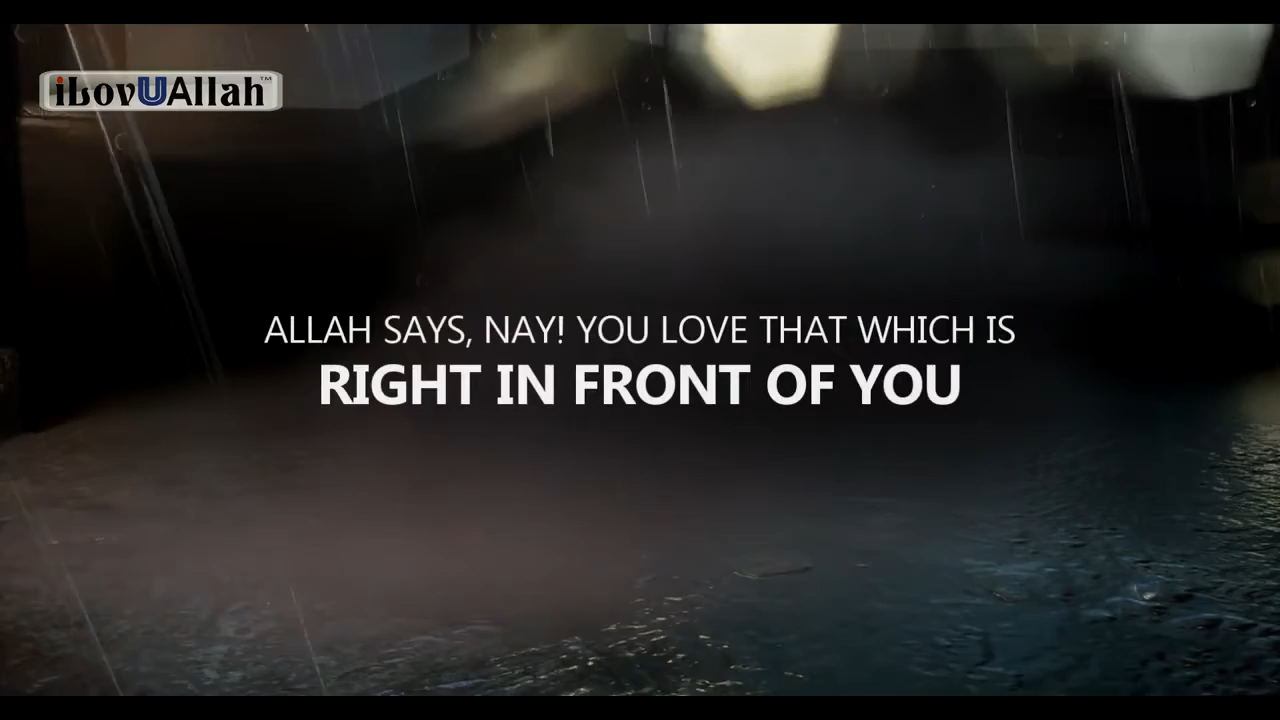 iLovUAllah™
ALLAH SAYS, NAY! YOU LOVE THAT WHICH IS
RIGHT IN FRONT OF YOU